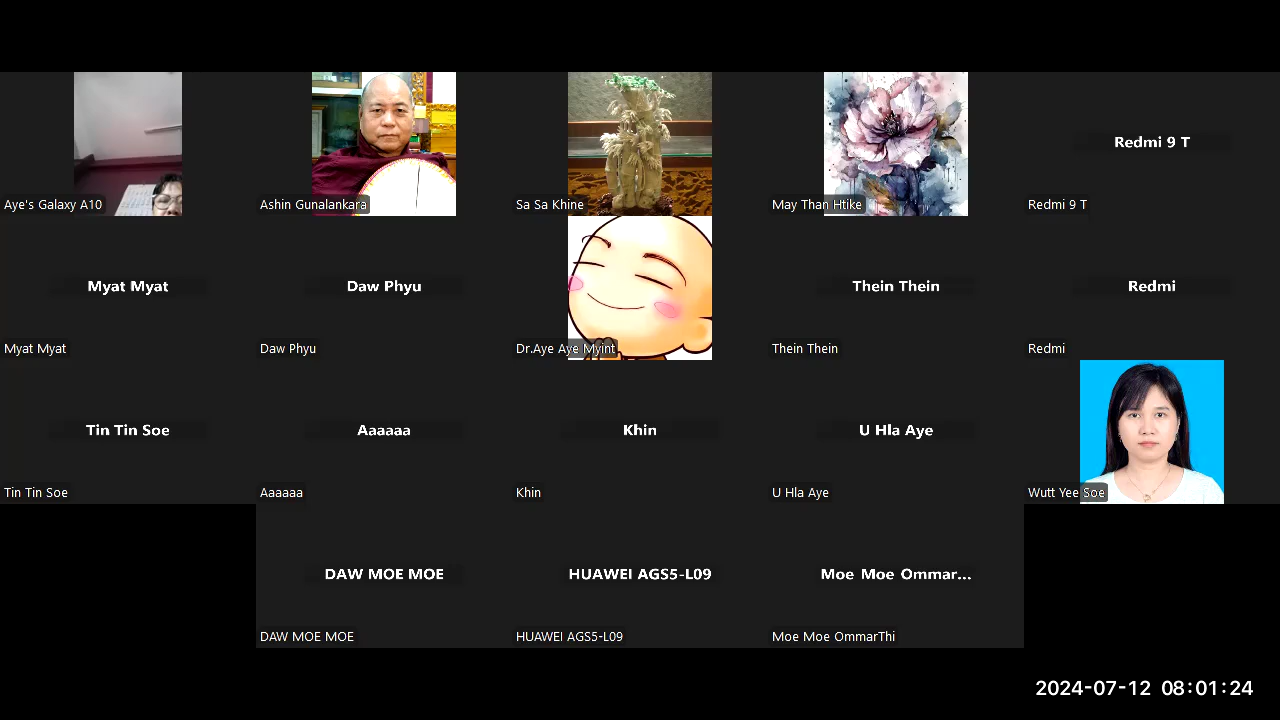 Aye's Galaxy A10
Ashin Gunalankara
Sa Sa Khine
May Than Htike
Redmi 9 T
Redmi 9 T
Myat Myat
Myat Myat
Daw Phyu
Daw Phyu
Dr.Aye Aye Myint
Thein Thein
Thein Thein
Redmi
Redmi
Tin Tin Soe
Tin Tin Soe
Aaaaaa
Aaaaaa
Khin
Khin
U Hla Aye
U Hla Aye
Wutt Yee Soe
DAW MOE MOE
DAW MOE MOE
HUAWEI AGS5-L09
HUAWEI AGS5-L09
Moe Moe Ommar...
Moe Moe OmmarThi
2024-07-12 08:01:24